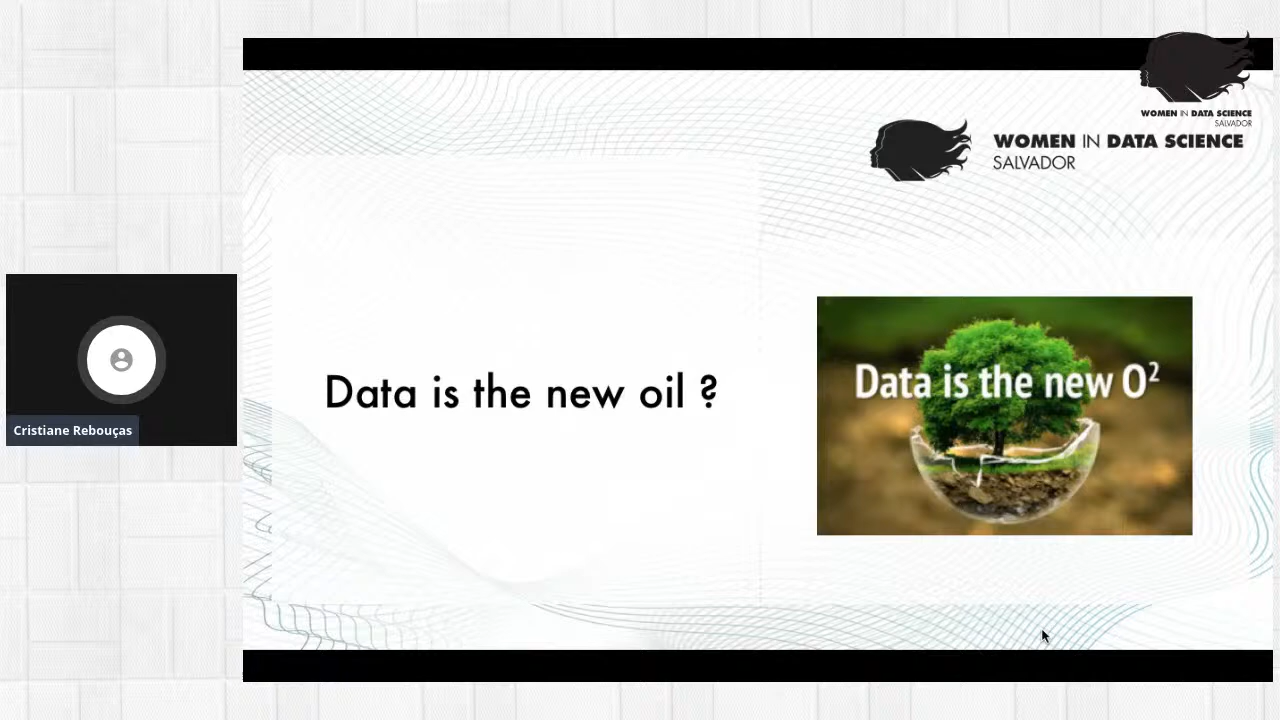 WOMEN IN DATA SCIENCE
SALVADOR
WOMEN IN DATA SCIENCE
SALVADOR
Data is the new oil ?
Data is the new O²
Cristiane Rebouças